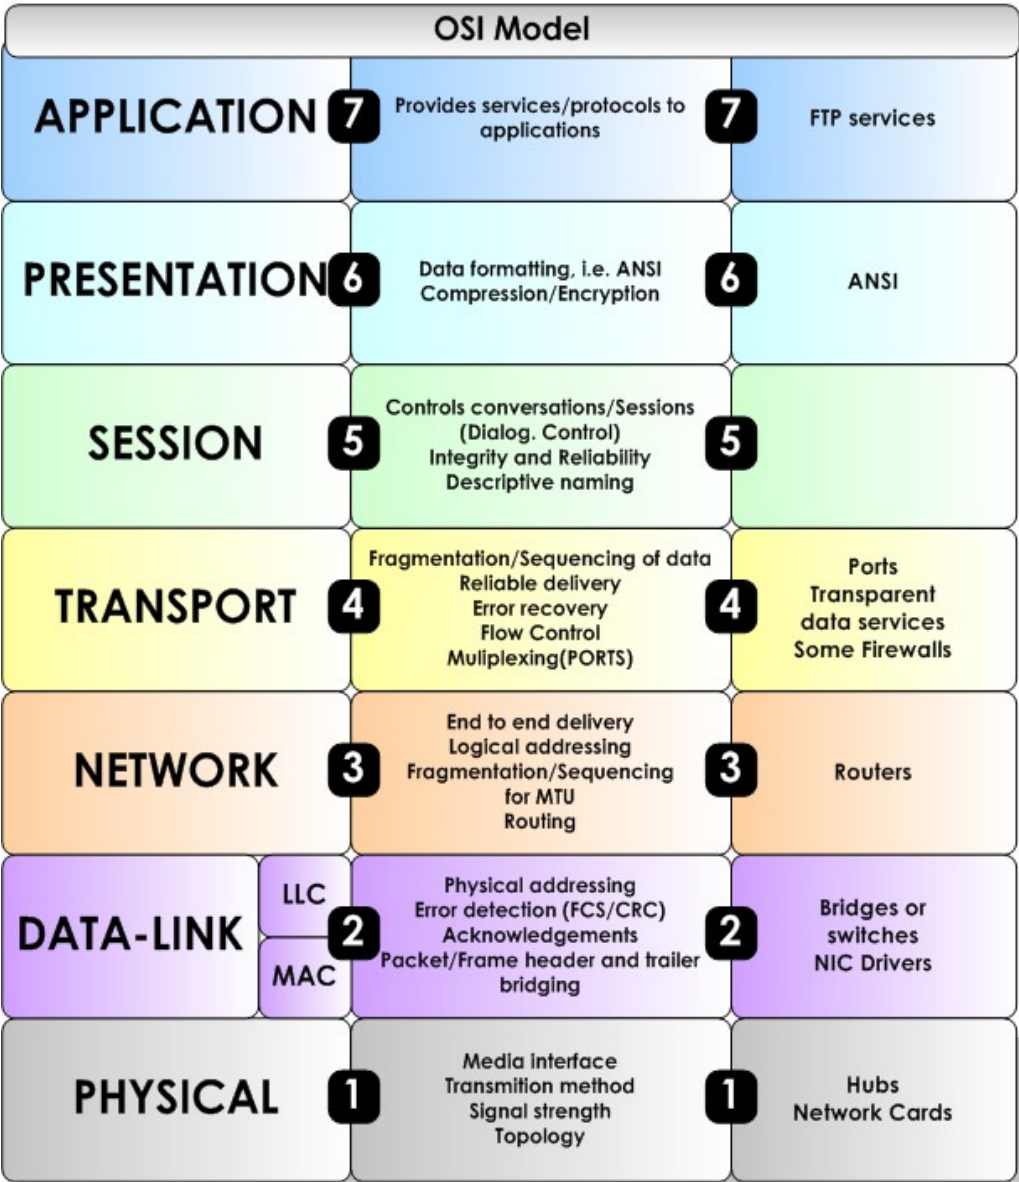 OSI Model
APPLICATION
7
Provides services/protocols to
applications
7
FTP services
PRESENTATION
6
Data formatting, i.e. ANSI
Compression/Encryption
6
ANSI
SESSION
5
Controls conversations/Sessions
(Dialog. Control)
Integrity and Reliability
Descriptive naming
5
TRANSPORT
4
Fragmentation/Sequencing of data
Reliable delivery
Error recovery
Flow Control
Muliplexing(PORTS)
4
Ports
Transparent
data services
Some Firewalls
NETWORK
3
End to end delivery
Logical addressing
Fragmentation/Sequencing
for MTU
Routing
3
Routers
DATA-LINK
LLC
MAC
2
Physical addressing
Error detection (FCS/CRC)
Acknowledgements
Packet/Frame header and trailer
bridging
2
Bridges or
switches
NIC Drivers
PHYSICAL
1
Media interface
Transmition method
Signal strength
Topology
1
Hubs
Network Cards